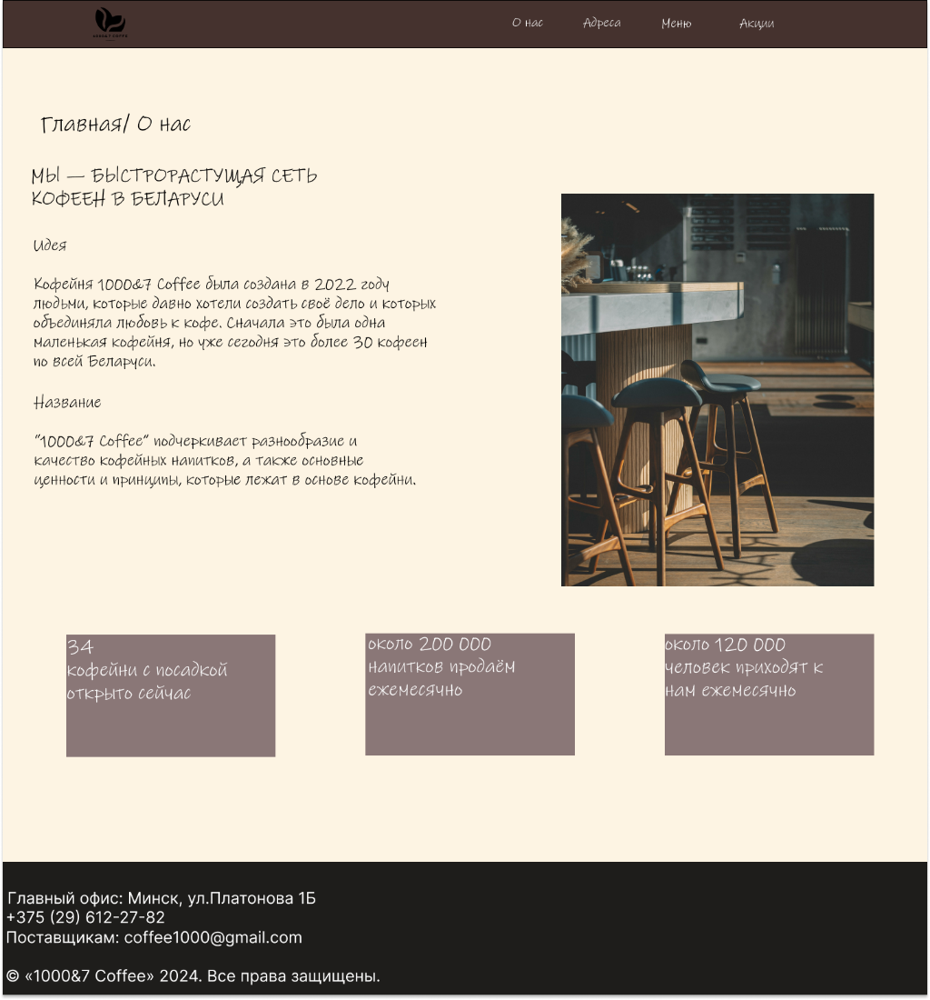 О нас
Адреса
Меню
Акции
Главная/ О нас
МЫ — БЫСТРОРАСТУЩАЯ СЕТЬ
КОФЕЕН В БЕЛАРУСИ
Идея
Кофейня 1000&7 Coffee была создана в 2022 году
людьми, которые давно хотели создать своё дело и которых
объединяла любовь к кофе. Сначала это была одна
маленькая кофейня, но уже сегодня это более 30 кофеен
по всей Беларуси.
Название
“1000&7 Coffee” подчеркивает разнообразие и
качество кофейных напитков, а также основные
ценности и принципы, которые лежат в основе кофейни.
34
кофейни с посадкой
открыто сейчас
около 200 000
напитков продаём
ежемесячно
около 120 000
человек приходят к
нам ежемесячно
Главный офис: Минск, ул.Платонова 1Б
+375 (29) 612-27-82
Поставщикам: coffee1000@gmail.com
© «1000&7 Coffee» 2024. Все права защищены.